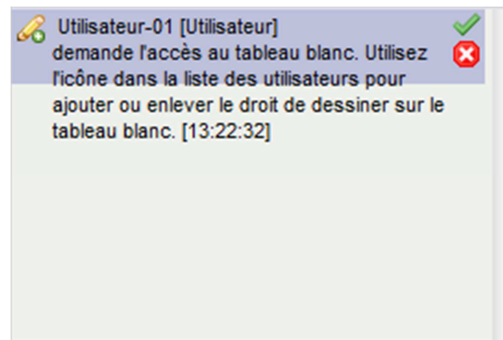 Utilisateur-01 [Utilisateur]
demande l'accès au tableau blanc. Utilisez
l'icône dans la liste des utilisateurs pour
ajouter ou enlever le droit de dessiner sur le
tableau blanc. [13:22:32]